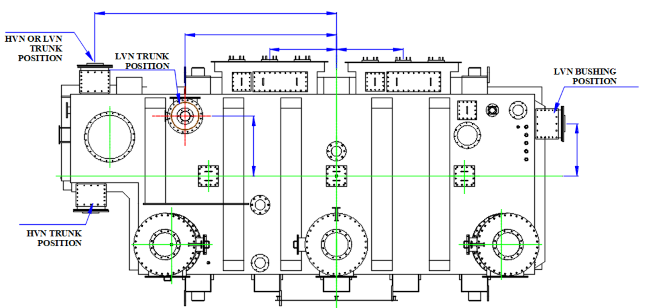 HVN OR LVN
TRUNK
POSITION
LVN TRUNK
POSITION
LVN BUSHING
POSITION
HVN TRUNK
POSITION